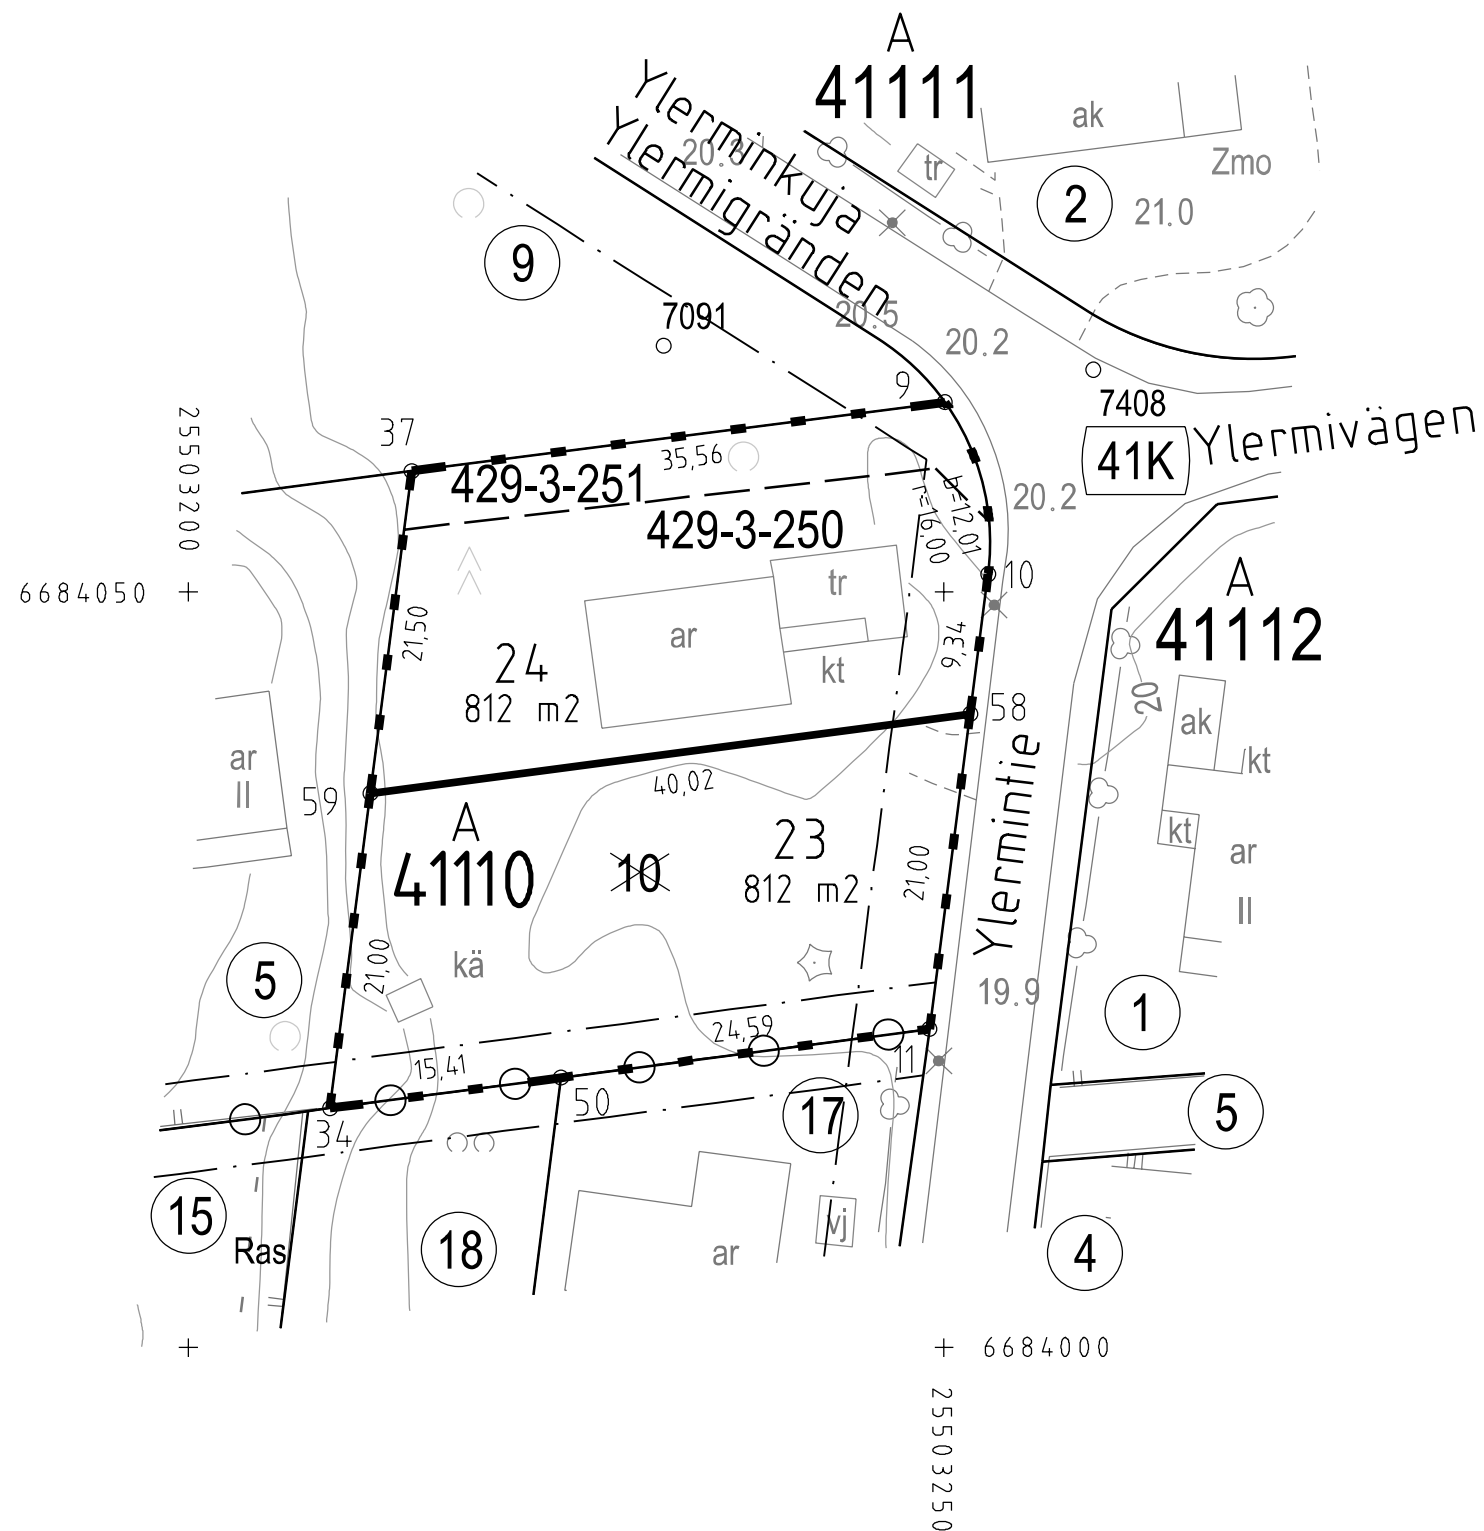 A
41111
ak
Ylerminkuja
Ylermigränden
20.3
tr
Zmo
2
21.0
9
7091
20.5
20.2
7408
41K
Ylermivägen
9
37
35,56
429-3-251
429-3-250
r=16,00
b=12,01
20.2
25503200
6684050
10
A
41112
tr
ar
kt
21,50
24
812 m2
9,34
58
20
ak
kt
kt
ar
II
ar
II
59
40,02
A
41110
10
23
812 m2
21,00
Ylermintie
21,00
kä
5
19.9
1
24,59
15,41
11
34
50
17
5
15
Ras
18
ar
vj
4
6684000
25503250